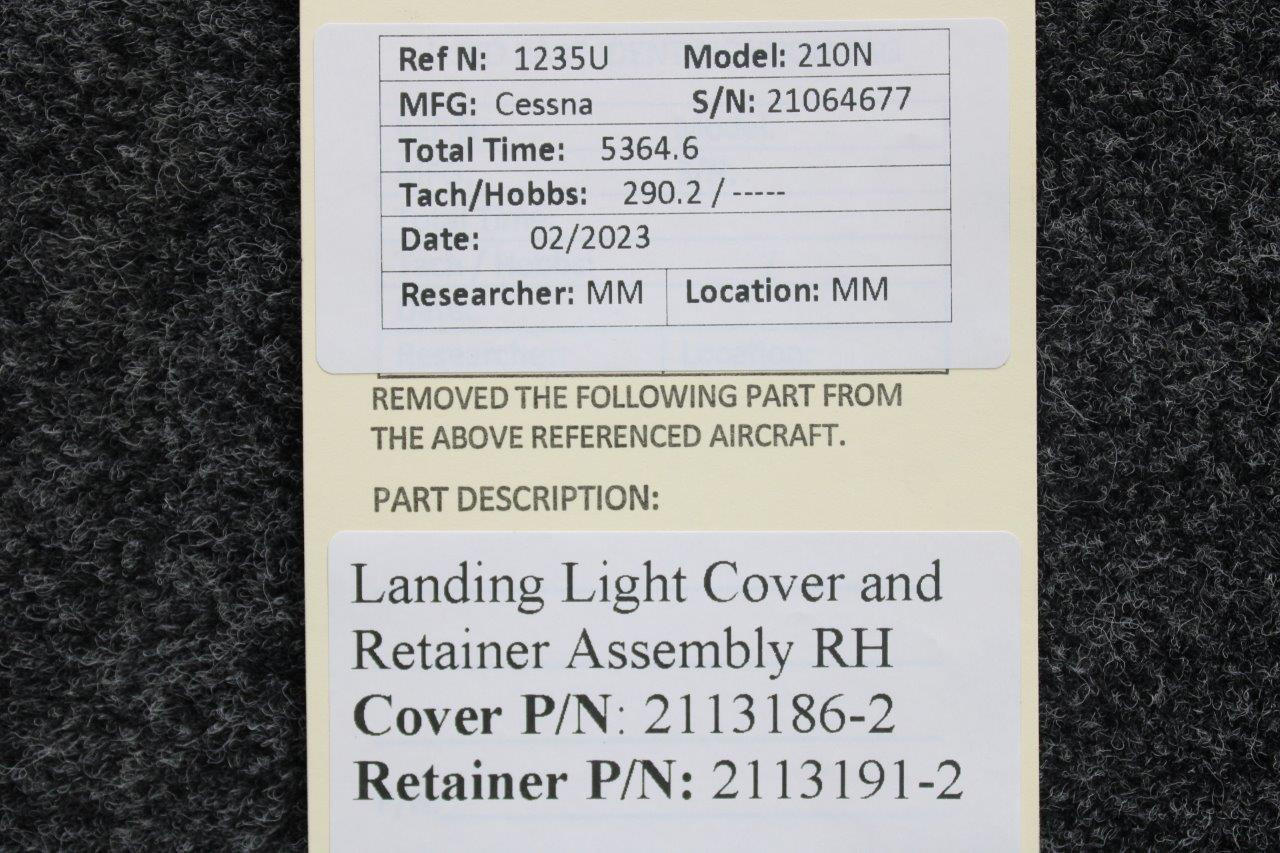 Ref N: 1235U Model: 210N
MFG: Cessna S/N: 21064677
Total Time: 5364.6
Tach/Hobbs: 290.2 / -----
Date: 02/2023
Researcher: MM Location: MM
Researcher: Location:
REMOVED THE FOLLOWING PART FROM
THE ABOVE REFERENCED AIRCRAFT.
PART DESCRIPTION:
Landing Light Cover and
Retainer Assembly RH
Cover P/N: 2113186-2
Retainer P/N: 2113191-2